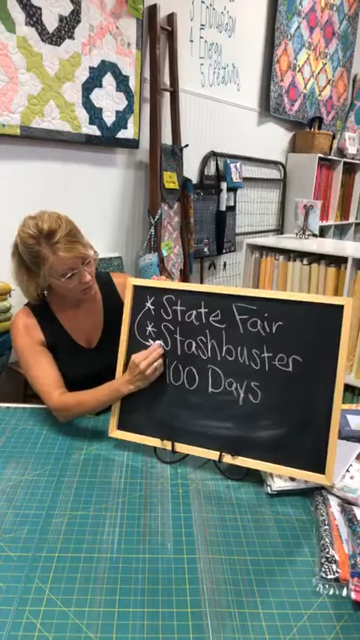 3 Enthusiasm
4 Energy
5 Creativity
* State Fair
* Stashbuster
100 Days